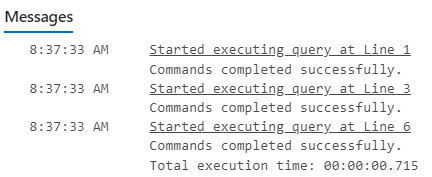 Messages
8:37:33 AM Started executing query at Line 1
Commands completed successfully.
8:37:33 AM Started executing query at Line 3
Commands completed successfully.
8:37:33 AM Started executing query at Line 6
Commands completed successfully.
Total execution time: 00:00:00.715